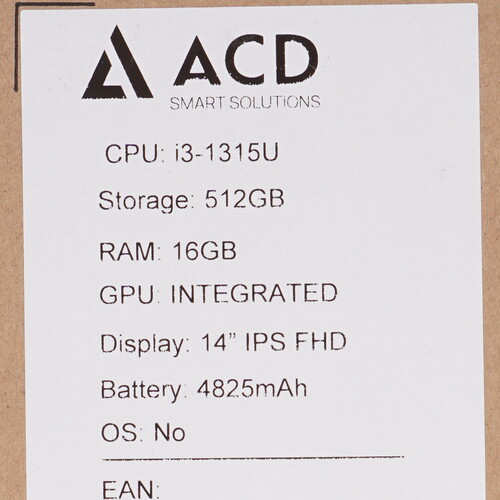 ACD
SMART SOLUTIONS
CPU: i3-1315U
Storage: 512GB
RAM: 16GB
GPU: INTEGRATED
Display: 14” IPS FHD
Battery: 4825mAh
OS: No
EAN: